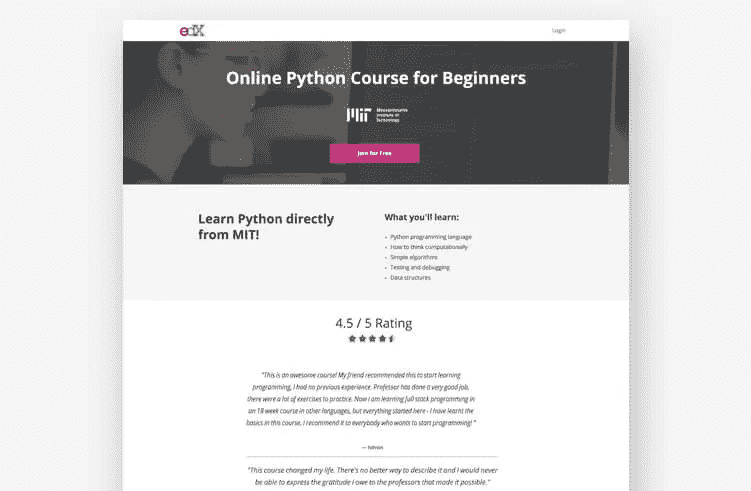 edX
Login
Online Python Course for Beginners
MIT Massachusetts
Institute of
Technology
Join for Free
Learn Python directly
from MIT!
What you'll learn:
Python programming language
How to think computationally
Simple algorithms
Testing and debugging
Data structures
4.5 / 5 Rating
"This is an awesome course! My friend recommended this to start learning
programming, I had no previous experience. Professor has done a very good job,
there were a lot of exercises to practice. Now I am learning full stack programming in
an 18 week course in other languages, but everything started here - I have learnt the
basics in this course. I recommend it to everybody who wants to start programming! "
"This course changed my life. There's no better way to describe it and I would never
be able to express the gratitude I owe to the professors that made it possible."